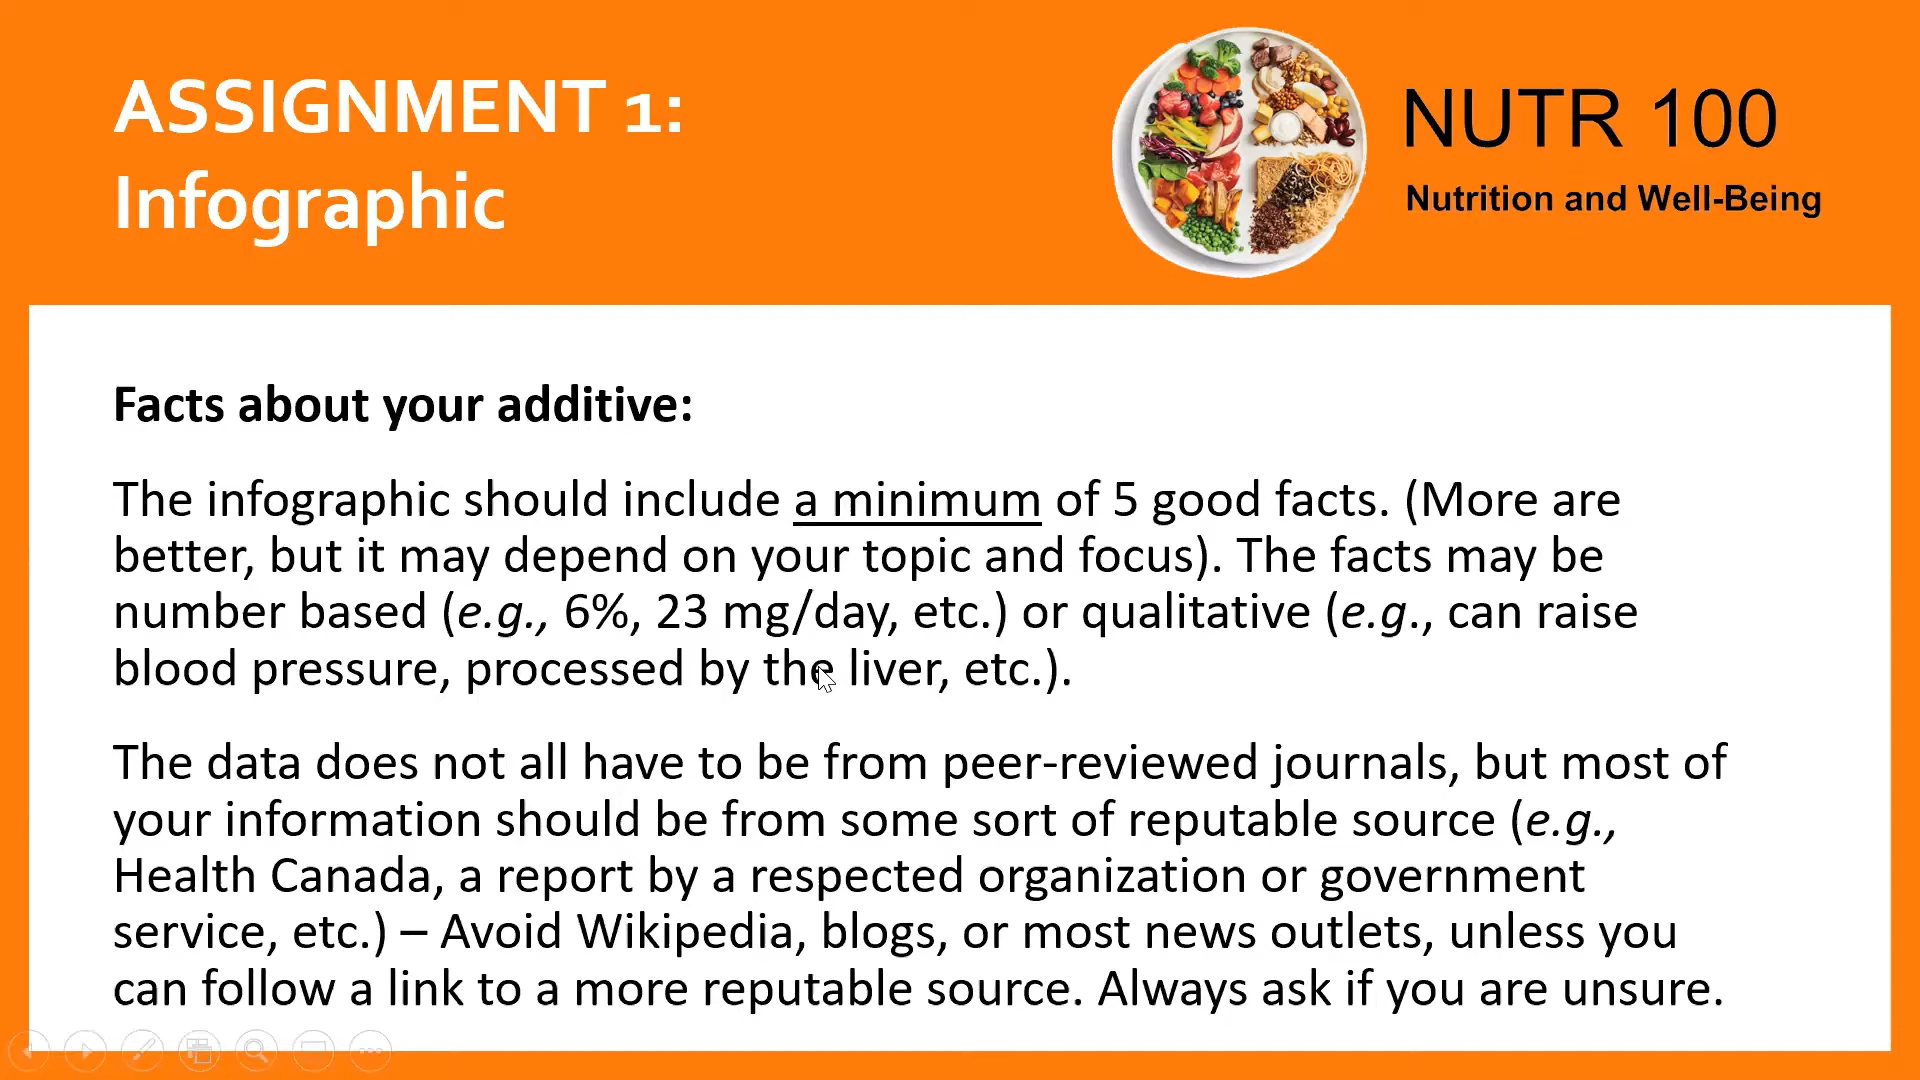 ASSIGNMENT 1:
Infographic
NUTR 100
Nutrition and Well-Being
Facts about your additive:
The infographic should include a minimum of 5 good facts. (More are
better, but it may depend on your topic and focus). The facts may be
number based (e.g., 6%, 23 mg/day, etc.) or qualitative (e.g., can raise
blood pressure, processed by the liver, etc.).
The data does not all have to be from peer-reviewed journals, but most of
your information should be from some sort of reputable source (e.g.,
Health Canada, a report by a respected organization or government
service, etc.) – Avoid Wikipedia, blogs, or most news outlets, unless you
can follow a link to a more reputable source. Always ask if you are unsure.